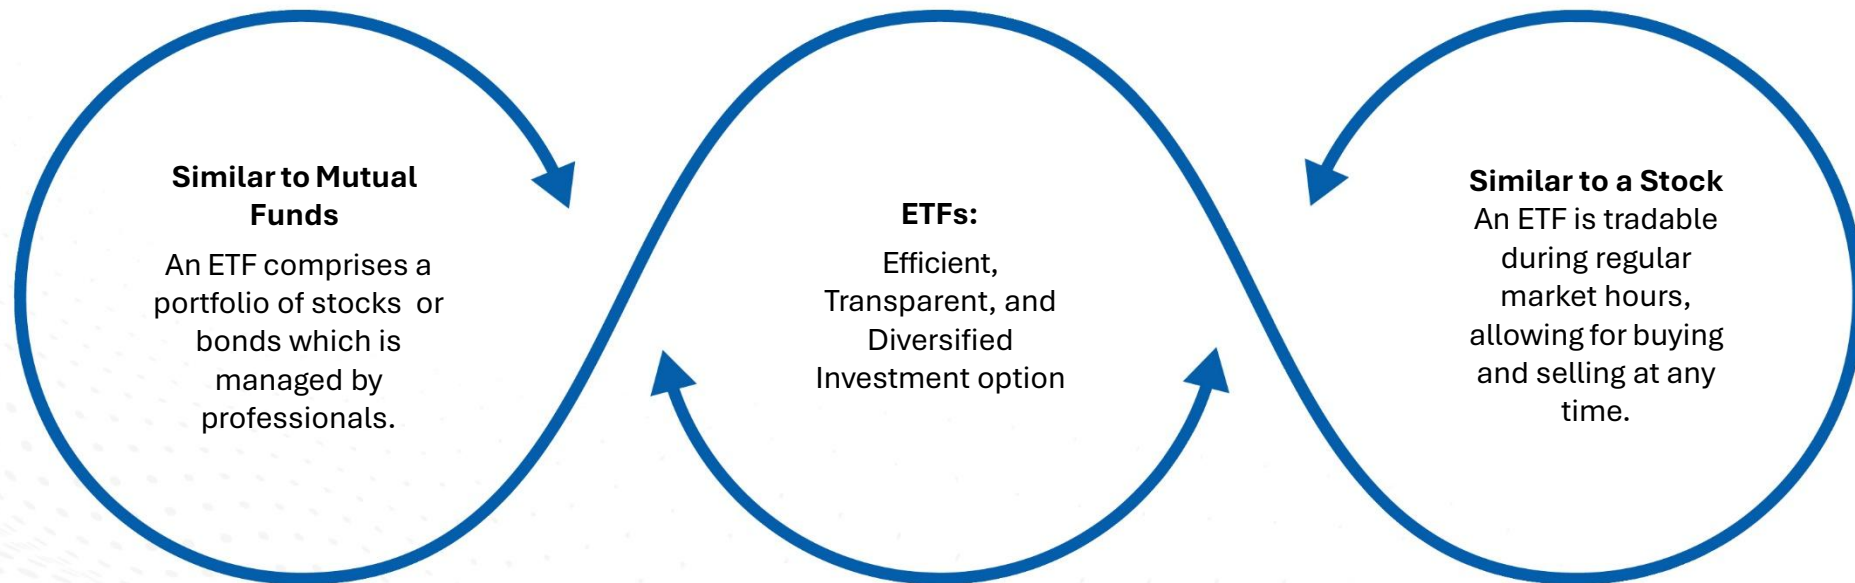 Similar to Mutual
Funds
An ETF comprises a
portfolio of stocks or
bonds which is
managed by
professionals.
ETFs:
Efficient,
Transparent, and
Diversified
Investment option
Similar to a Stock
An ETF is tradable
during regular
market hours,
allowing for buying
and selling at any
time.